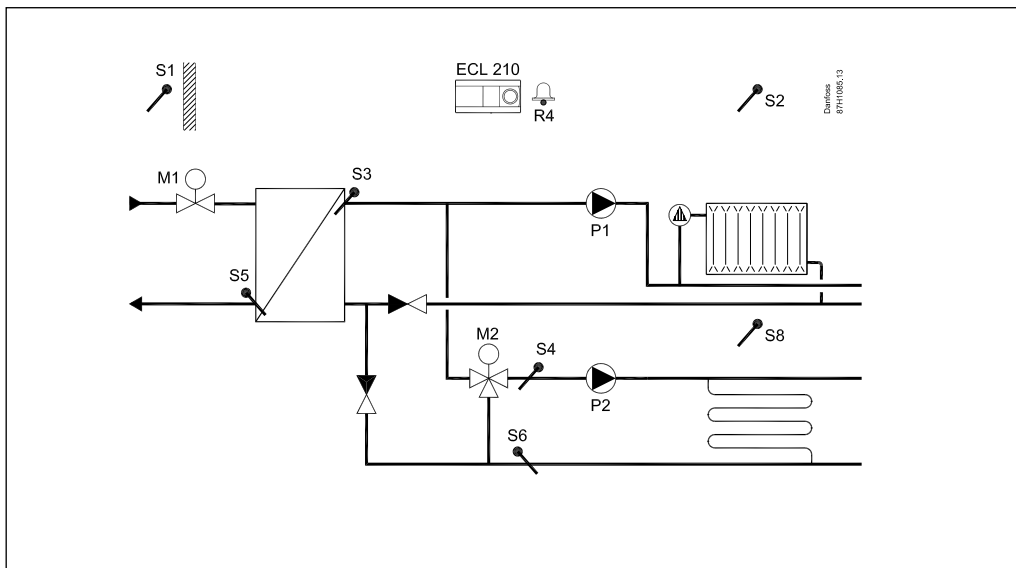 S1
ECL 210
R4
S2
Danfoss
87H1085.13
M1
S3
P1
S5
M2
S4
S8
P2
S6